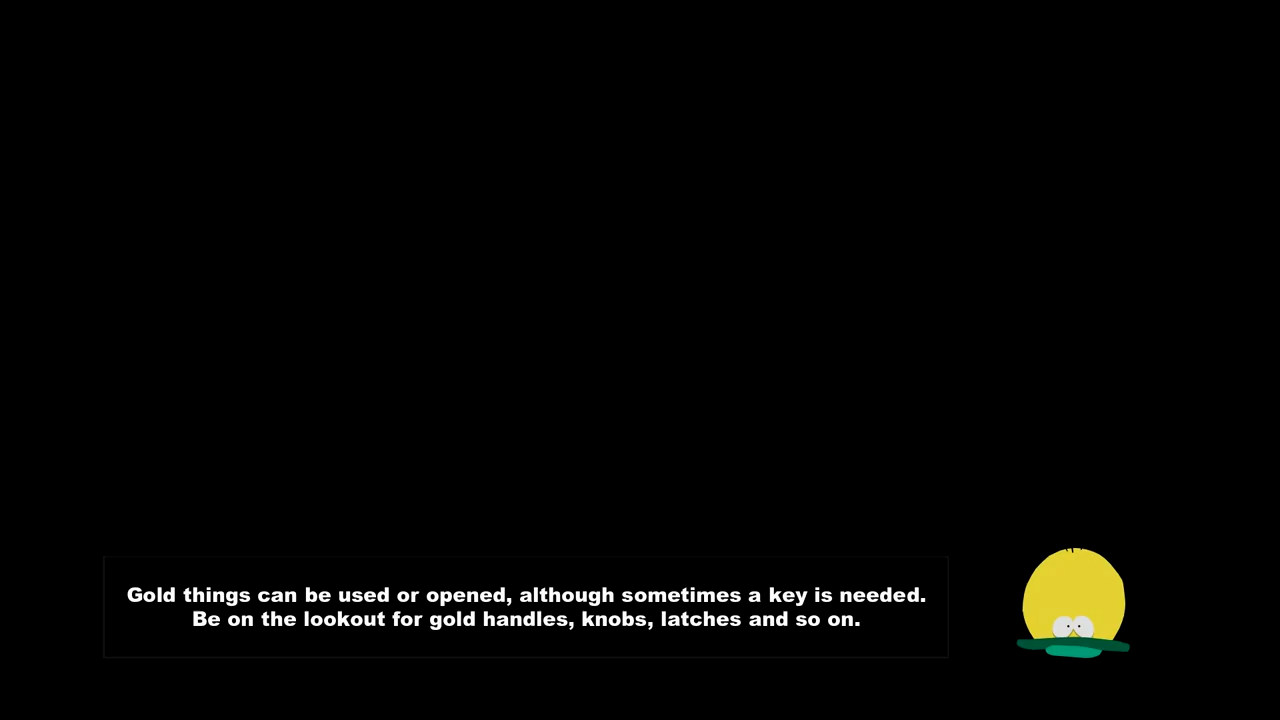 Gold things can be used or opened, although sometimes a key is needed.
Be on the lookout for gold handles, knobs, latches and so on.